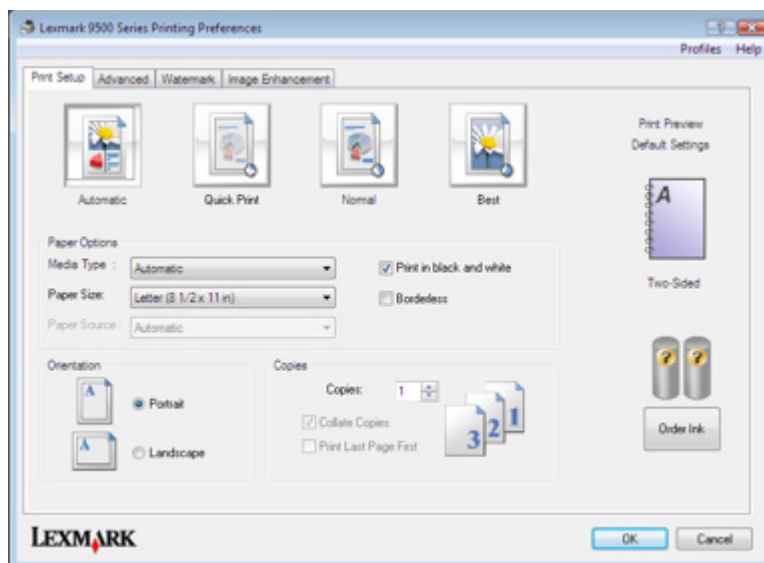 Lexmark 9500 Series Printing Preferences
Profiles Help
Print Setup Advanced Watermark Image Enhancement
Automatic Quick Print Normal Best
Print Preview
Default Settings
A
Two-Sided
Paper Options
Media Type : Automatic
Print in black and white
Paper Size: Letter (8 1/2 x 11 in)
Borderless
Paper Source : Automatic
Orientation
A
Portrait
A
Landscape
Copies
Copies: 1
Collate Copies
Print Last Page First
3 2 1
? ?
Order Ink
LEXMARK
OK Cancel